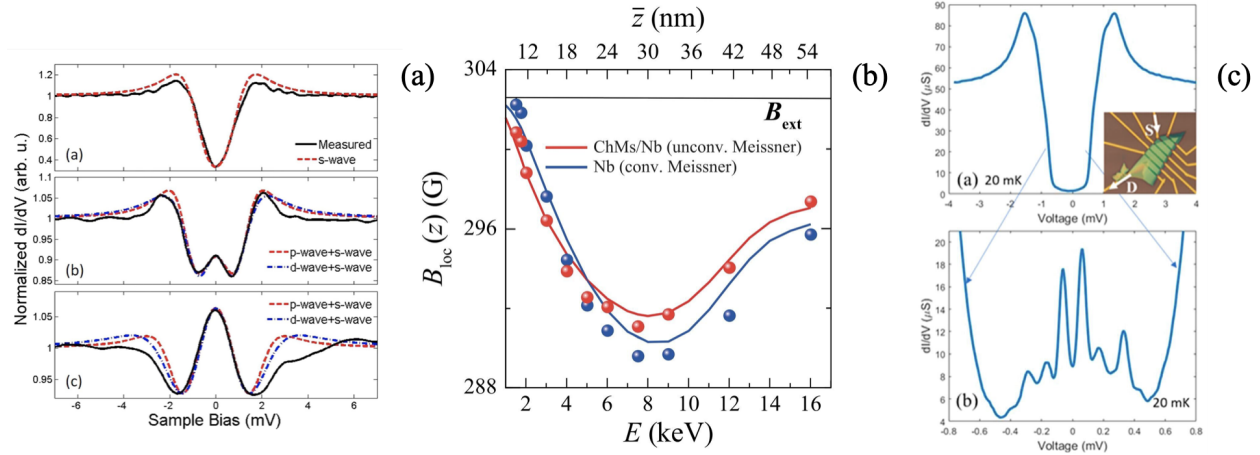 (a)
Normalized dI/dV (arb. u.)
1.2
1.0
0.8
0.6
0.4
Measured
s-wave
(a)
1.1
1.05
1
0.95
0.9
0.85
p-wave+s-wave
d-wave+s-wave
(b)
1.05
1
0.95
p-wave+s-wave
d-wave+s-wave
(c)
-6 -4 -2 0 2 4 6
Sample Bias (mV)
(b)
z̄ (nm)
12 18 24 30 36 42 48 54
304
296
288
B_loc(z) (G)
B_ext
ChMs/Nb (unconv. Meissner)
Nb (conv. Meissner)
2 4 6 8 10 12 14 16
E (keV)
(c)
dI/dV (μS)
90
80
70
60
50
40
30
20
10
0
S
D
(a) 20 mK
-4 -3 -2 -1 0 1 2 3 4
Voltage (mV)
dI/dV (μS)
20
18
16
14
12
10
8
6
4
(b)
20 mK
-0.8 -0.6 -0.4 -0.2 0 0.2 0.4 0.6 0.8
Voltage (mV)